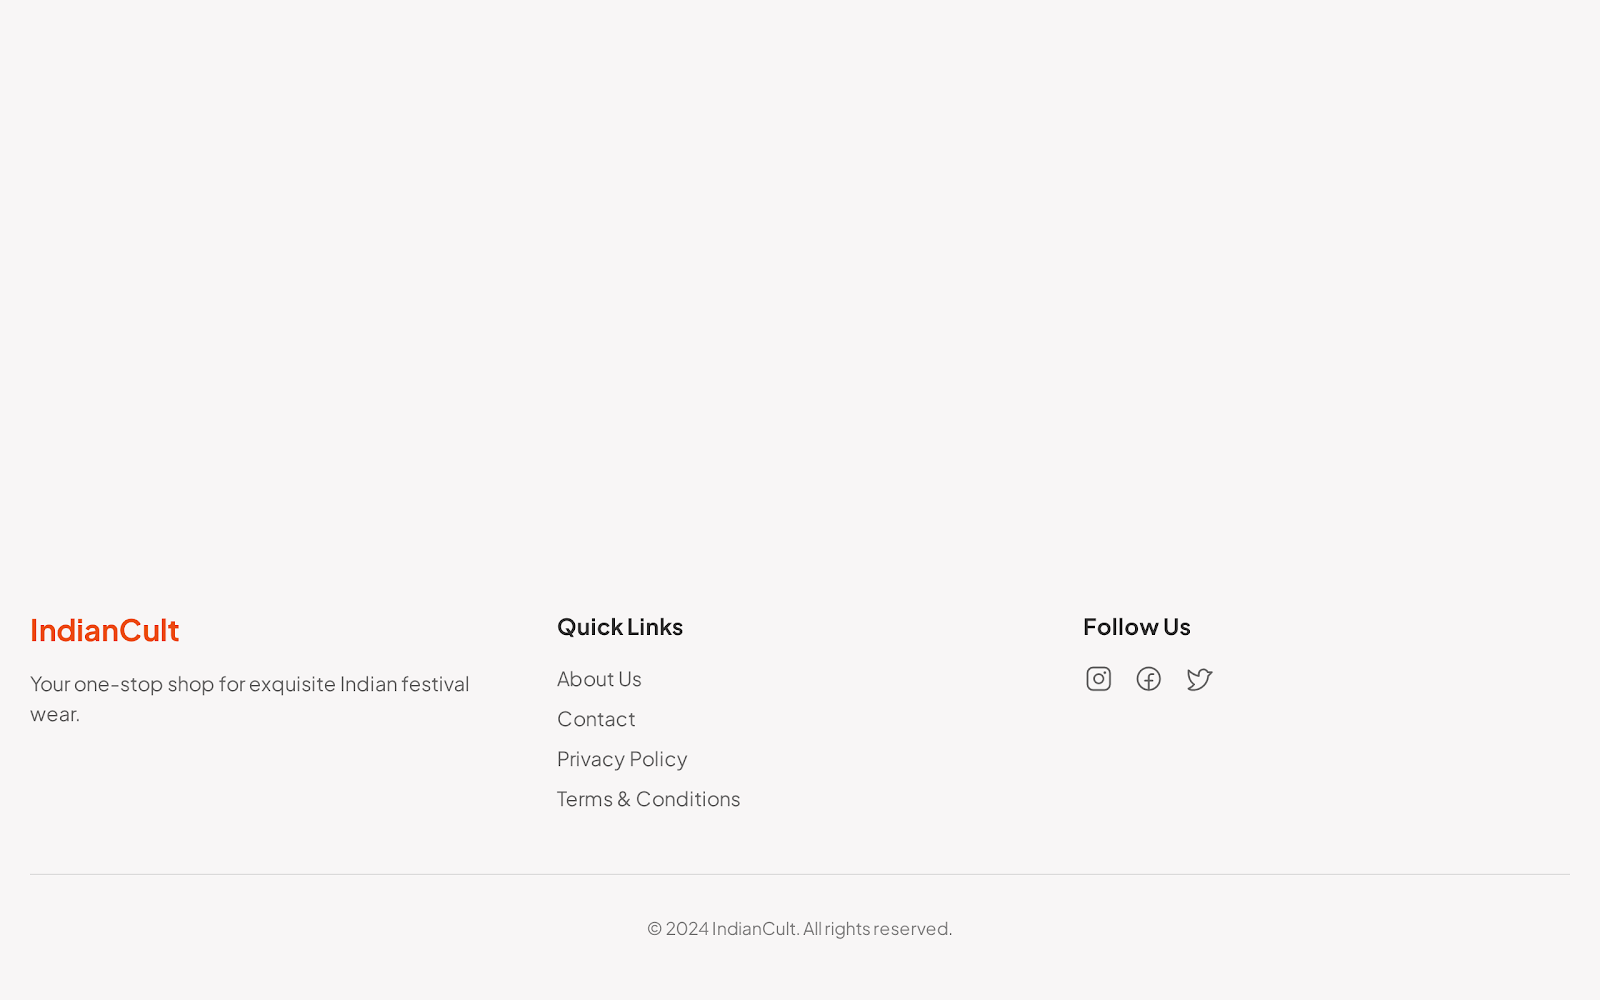 IndianCult
Your one-stop shop for exquisite Indian festival
wear.
Quick Links
About Us
Contact
Privacy Policy
Terms & Conditions
Follow Us
© 2024 IndianCult. All rights reserved.